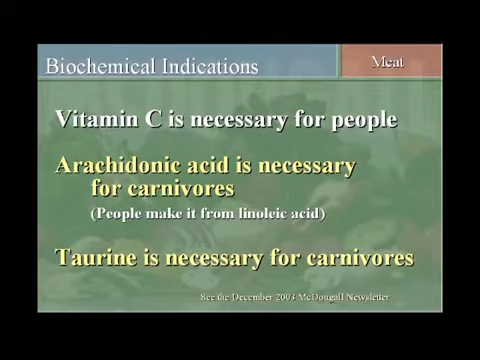 Biochemical Indications
Meat
Vitamin C is necessary for people
Arachidonic acid is necessary
for carnivores
(People make it from linoleic acid)
Taurine is necessary for carnivores
See the December 2003 McDougall Newsletter